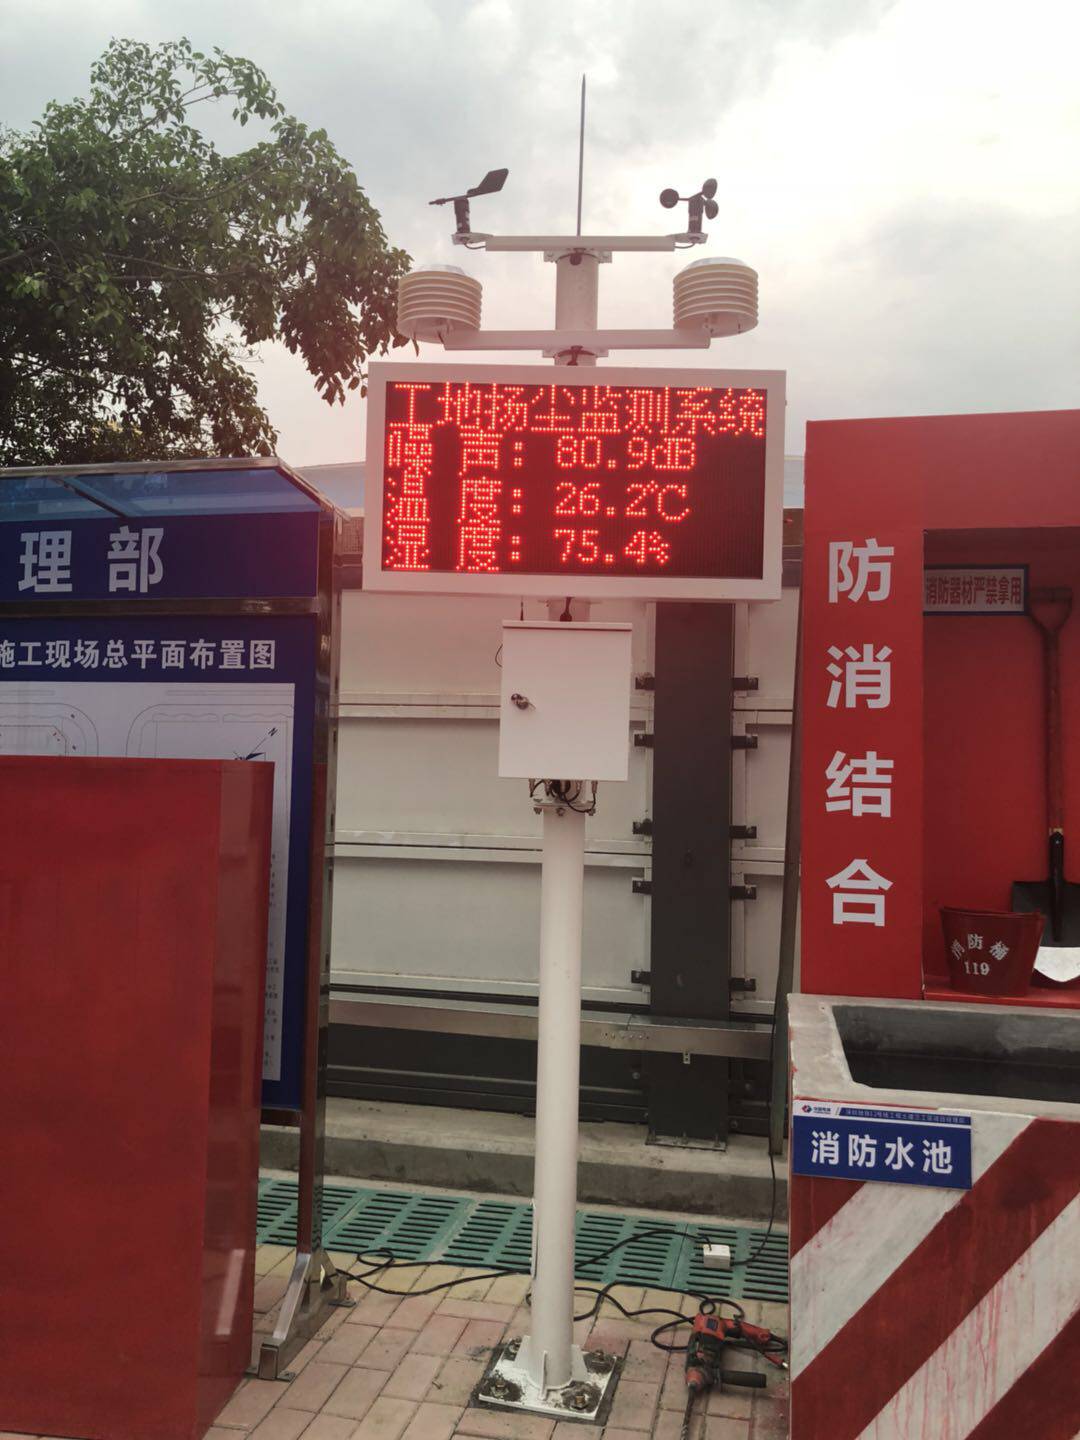 工地扬尘监测系统
噪 声: 80.9dB
温 度: 26.2℃
湿 度: 75.4%
理 部
施工现场总平面布置图
N
防消结合
消防器材严禁拿用
消防桶
119
消防水池